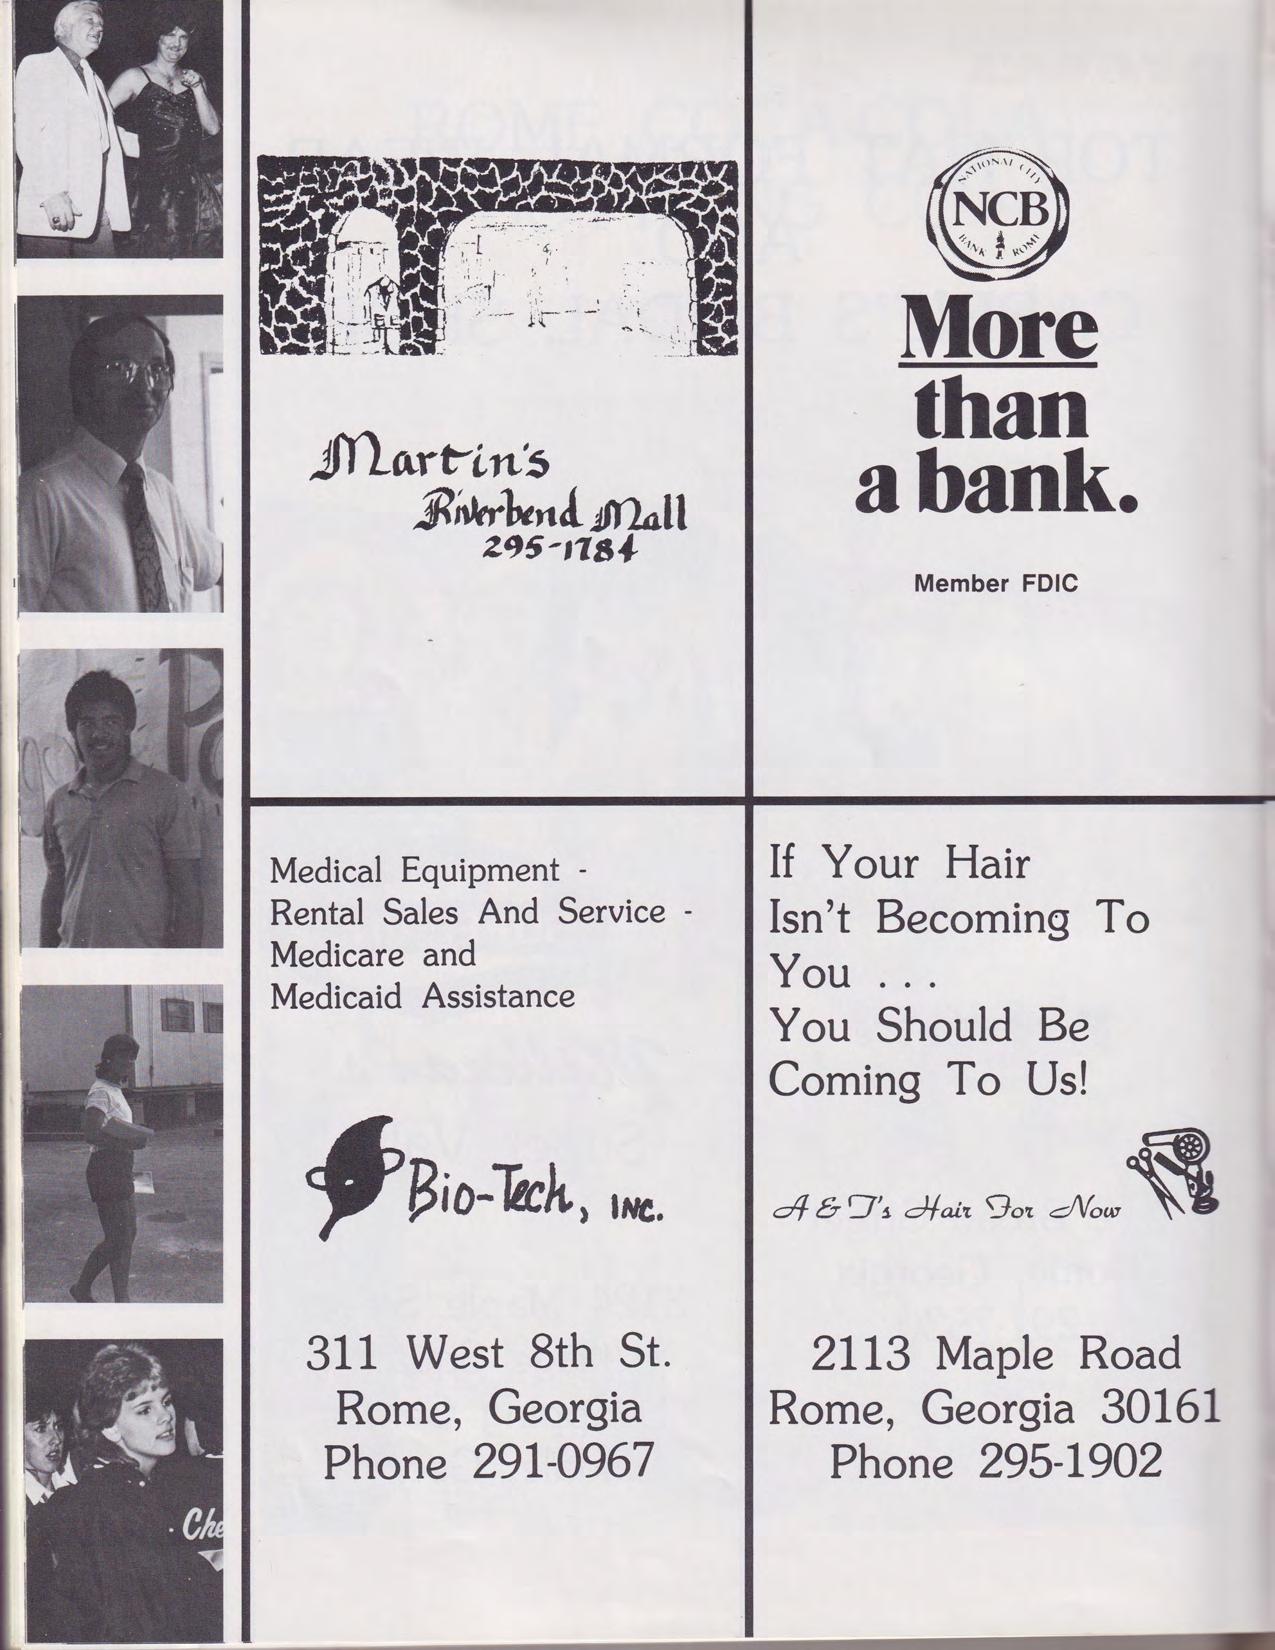 Martin's
Riverbend Mall
295-1784
NATIONAL CITY
NCB
BANK ROME
More
than
a bank.
Member FDIC
Medical Equipment -
Rental Sales And Service -
Medicare and
Medicaid Assistance
Bio-Tech, INC.
311 West 8th St.
Rome, Georgia
Phone 291-0967
If Your Hair
Isn't Becoming To
You . . .
You Should Be
Coming To Us!
A & T's Hair For Now
2113 Maple Road
Rome, Georgia 30161
Phone 295-1902
Che